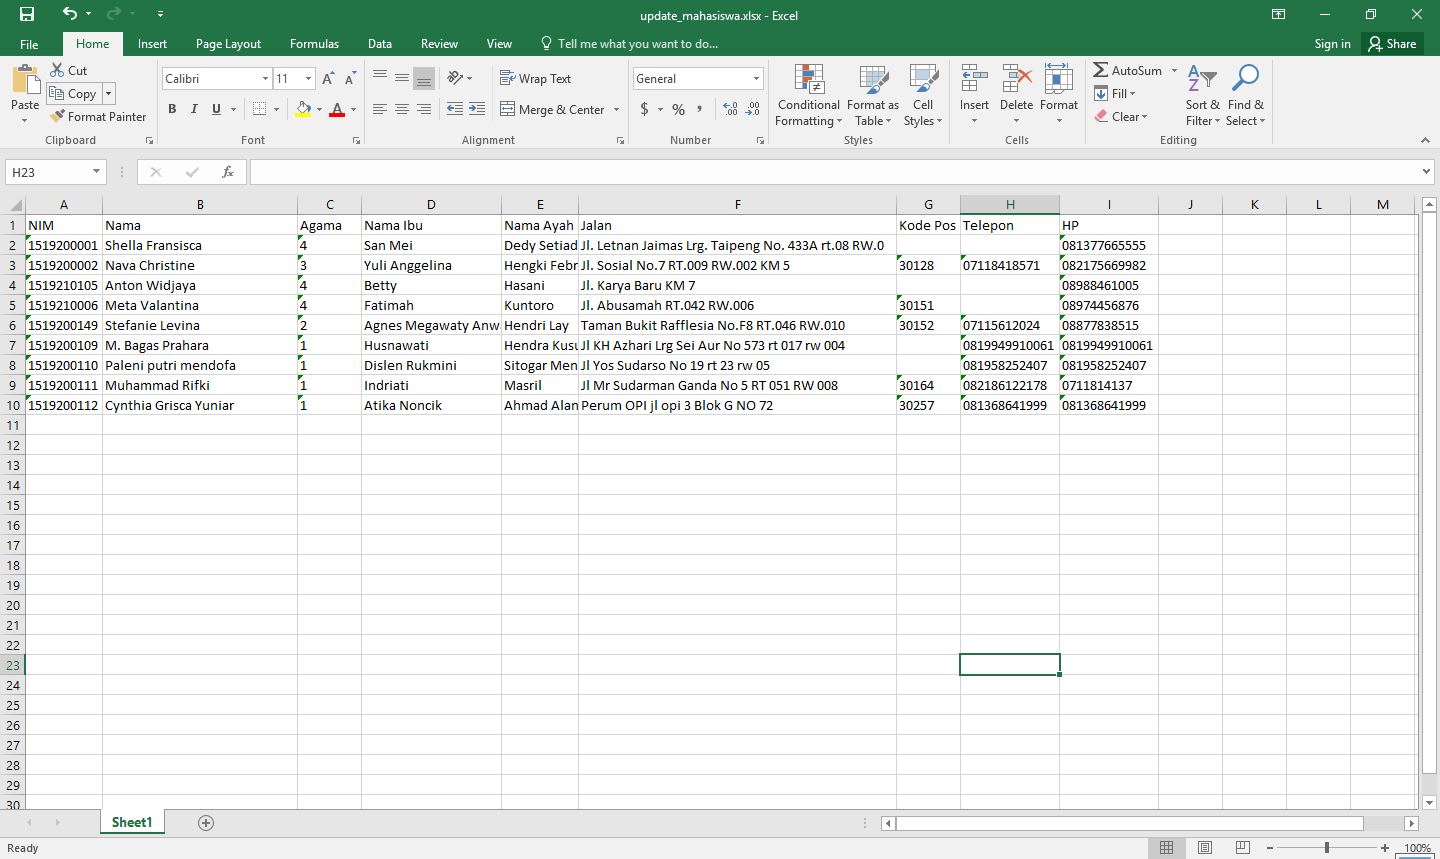 update_mahasiswa.xlsx - Excel
File Home Insert Page Layout Formulas Data Review View Tell me what you want to do... Sign in Share
Paste Cut Copy Format Painter Clipboard
Calibri 11 A A B I U A Font
Wrap Text Merge & Center Alignment
General $ % , Number
Conditional Formatting Format as Table Cell Styles Styles
Insert Delete Format Cells
AutoSum Fill Clear Sort & Filter Find & Select Editing
H23 fx
A B C D E F G H I J K L M
1 NIM Nama Agama Nama Ibu Nama Ayah Jalan Kode Pos Telepon HP
2 1519200001 Shella Fransisca 4 San Mei Dedy Setiad Jl. Letnan Jaimas Lrg. Taipeng No. 433A rt.08 RW.0 081377665555
3 1519200002 Nava Christine 3 Yuli Anggelina Hengki Febr Jl. Sosial No.7 RT.009 RW.002 KM 5 30128 07118418571 082175669982
4 1519210105 Anton Widjaya 4 Betty Hasani Jl. Karya Baru KM 7 08988461005
5 1519210006 Meta Valantina 4 Fatimah Kuntoro Jl. Abusamah RT.042 RW.006 30151 08974456876
6 1519200149 Stefanie Levina 2 Agnes Megawaty Anw Hendri Lay Taman Bukit Rafflesia No.F8 RT.046 RW.010 30152 07115612024 08877838515
7 1519200109 M. Bagas Prahara 1 Husnawati Hendra Kusu Jl KH Azhari Lrg Sei Aur No 573 rt 017 rw 004 0819949910061 0819949910061
8 1519200110 Paleni putri mendofa 1 Dislen Rukmini Sitogar Men Jl Yos Sudarso No 19 rt 23 rw 05 081958252407 081958252407
9 1519200111 Muhammad Rifki 1 Indriati Masril Jl Mr Sudarman Ganda No 5 RT 051 RW 008 30164 082186122178 0711814137
10 1519200112 Cynthia Grisca Yuniar 1 Atika Noncik Ahmad Alan Perum OPI jl opi 3 Blok G NO 72 30257 081368641999 081368641999
11
12
13
14
15
16
17
18
19
20
21
22
23
24
25
26
27
28
29
30
Sheet1
Ready 100%